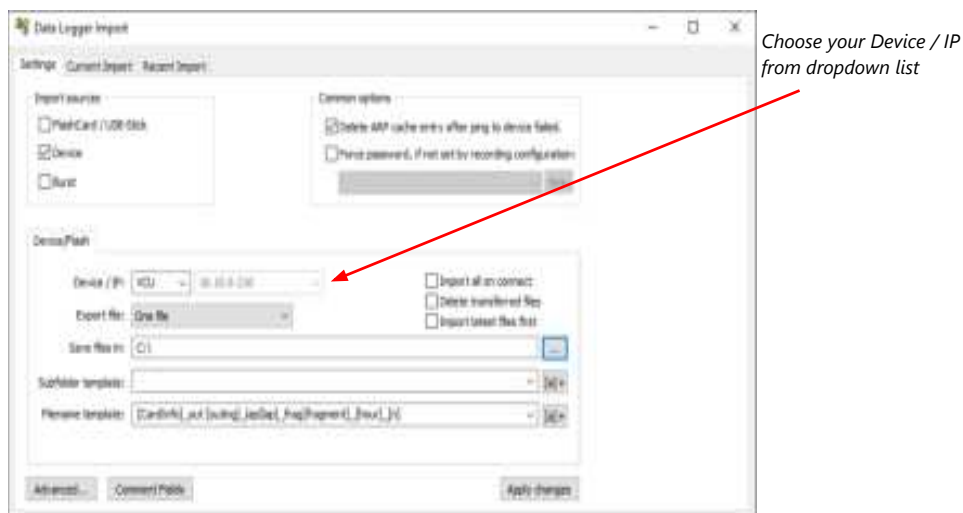 Data Logger Import
Choose your Device / IP
from dropdown list
Settings Current Import Recent Import
Import sources
Common options
FlashCard / USB Stick
Delete ARP cache entry after ping to device failed.
Device
Force password, if not set by recording configuration:
Burst
Device/Flash
Device / IP: VCU
Import all on connect
Delete transferred files
Export file: One file
Import latest files first
Save files in: C:\
...
Subfolder template:
Filename template:
Advanced... Comment Fields
Apply changes